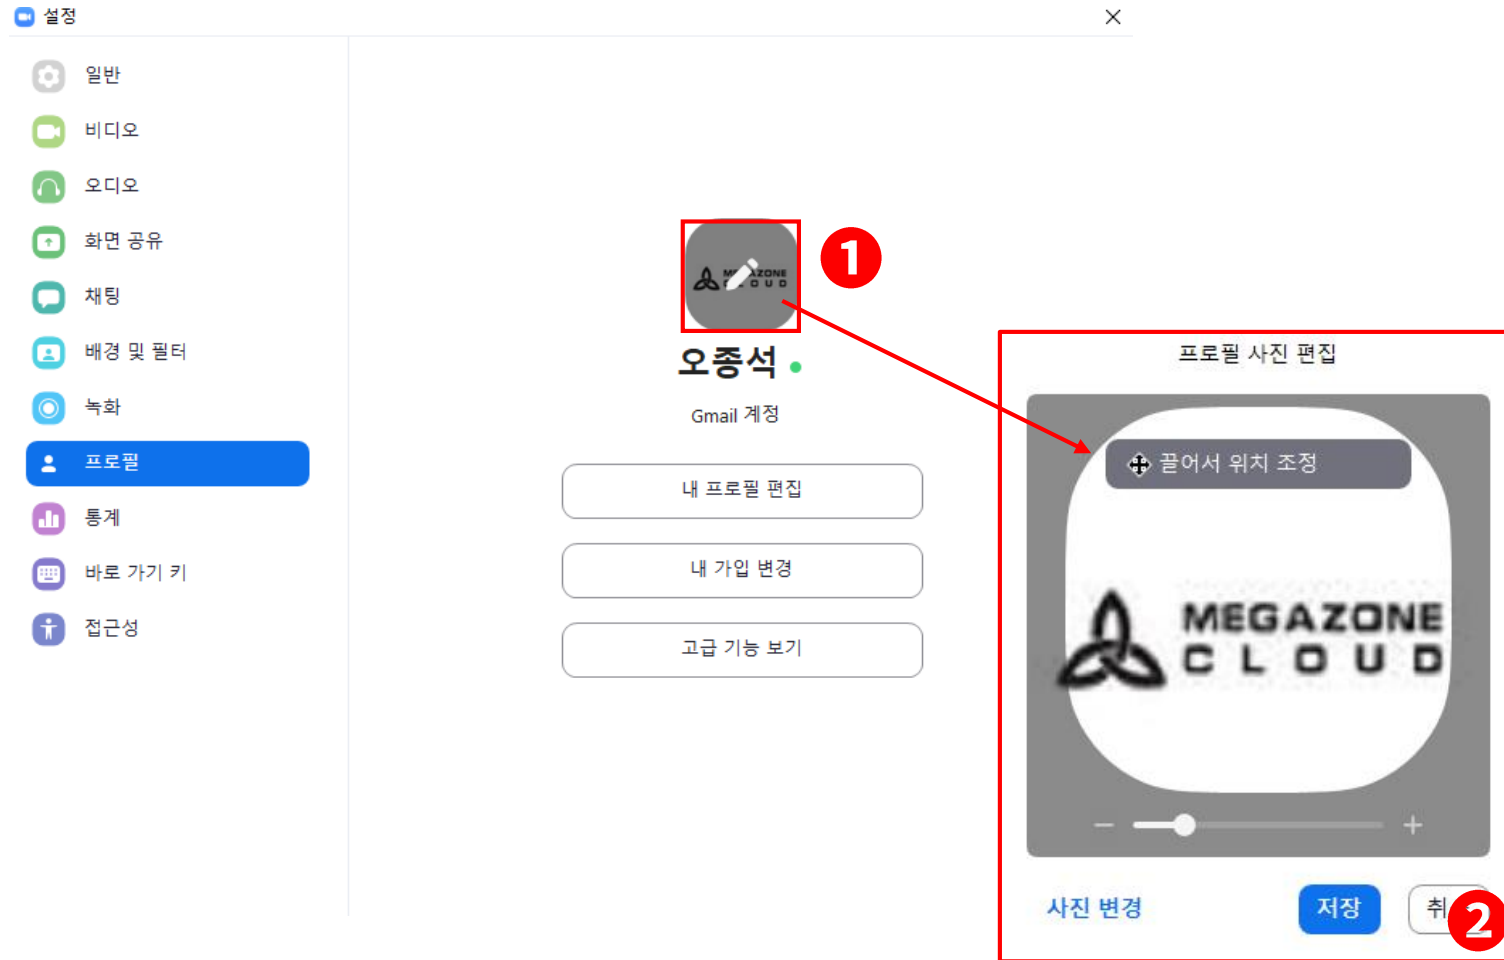 설정
일반
비디오
오디오
화면 공유
채팅
배경 및 필터
녹화
프로필
통계
바로 가기 키
접근성
1
오종석
Gmail 계정
내 프로필 편집
내 가입 변경
고급 기능 보기
프로필 사진 편집
끌어서 위치 조정
MEGAZONE
CLOUD
사진 변경
저장
취
2